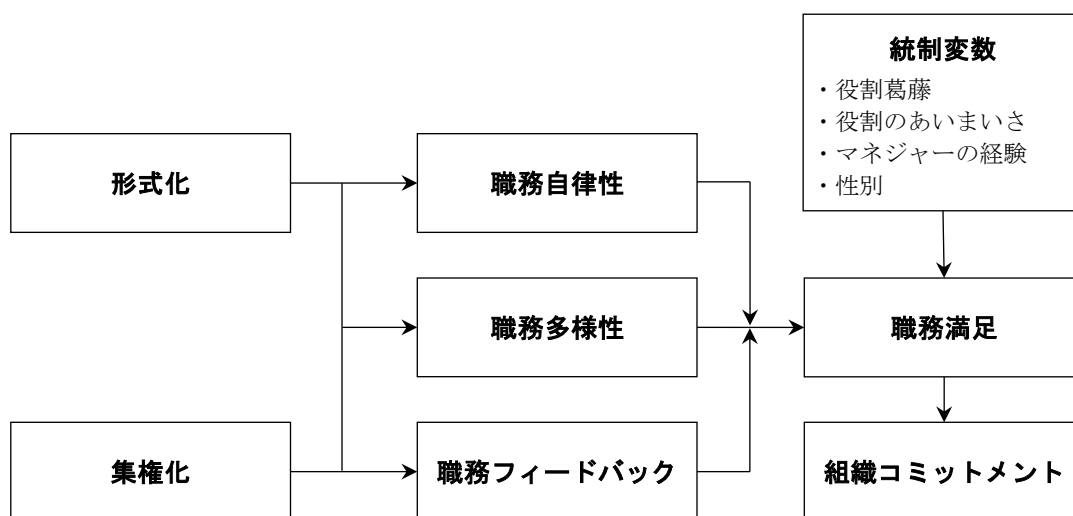 統制変数
・役割葛藤
・役割のあいまいさ
・マネジャーの経験
・性別
形式化
職務自律性
職務多様性
職務満足
集権化
職務フィードバック
組織コミットメント